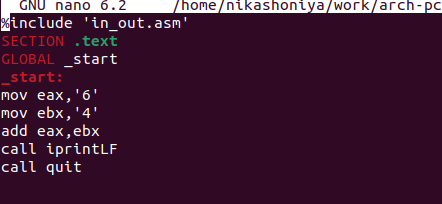 GNU nano 6.2 /home/nikashoniya/work/arch-pc
%include 'in_out.asm'
SECTION .text
GLOBAL _start
_start:
mov eax,'6'
mov ebx,'4'
add eax,ebx
call iprintLF
call quit